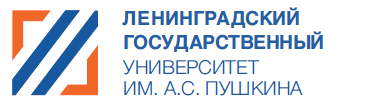 ЛЕНИНГРАДСКИЙ
ГОСУДАРСТВЕННЫЙ
УНИВЕРСИТЕТ
ИМ. А.С. ПУШКИНА